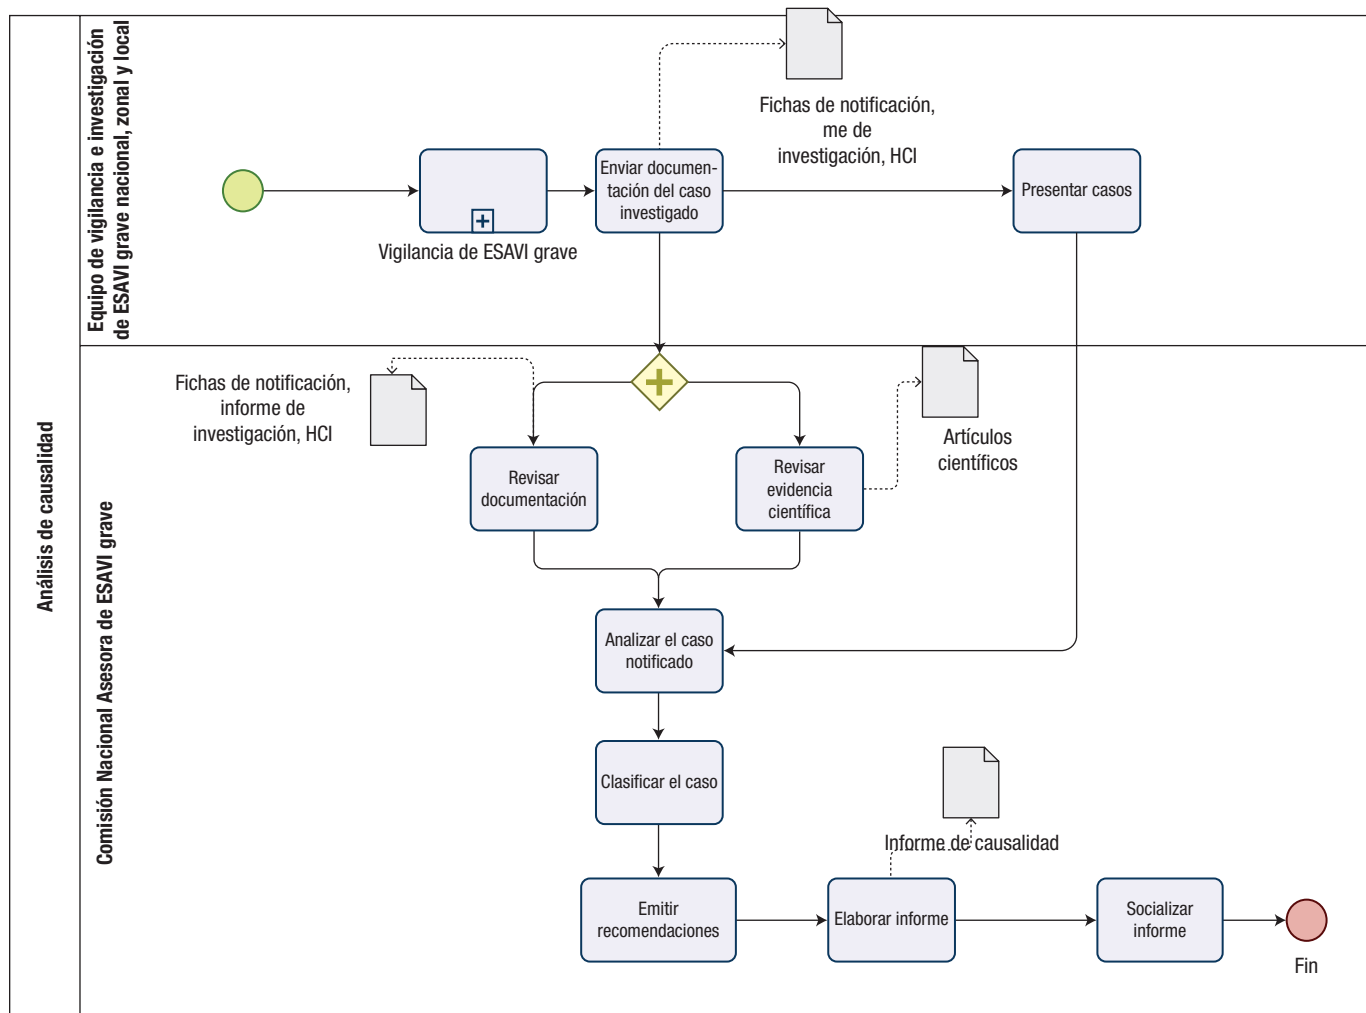 Análisis de causalidad
Equipo de vigilancia e investigación
de ESAVI grave nacional, zonal y local
Fichas de notificación,
me de
investigación, HCI
Enviar documen-
tación del caso
investigado
Presentar casos
Vigilancia de ESAVI grave
Comisión Nacional Asesora de ESAVI grave
Fichas de notificación,
informe de
investigación, HCI
Artículos
científicos
Revisar
documentación
Revisar
evidencia
científica
Analizar el caso
notificado
Clasificar el caso
Informe de causalidad
Emitir
recomendaciones
Elaborar informe
Socializar
informe
Fin